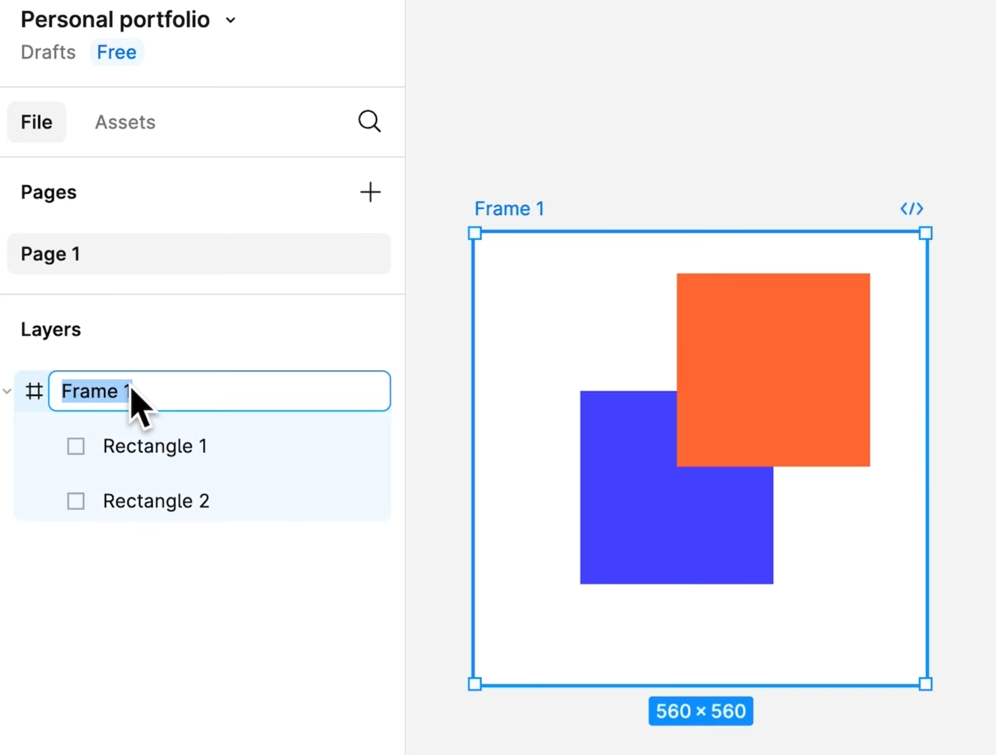 Personal portfolio
Drafts Free
File Assets
Pages
Page 1
Layers
Frame 1
Rectangle 1
Rectangle 2
Frame 1 </>
560 × 560